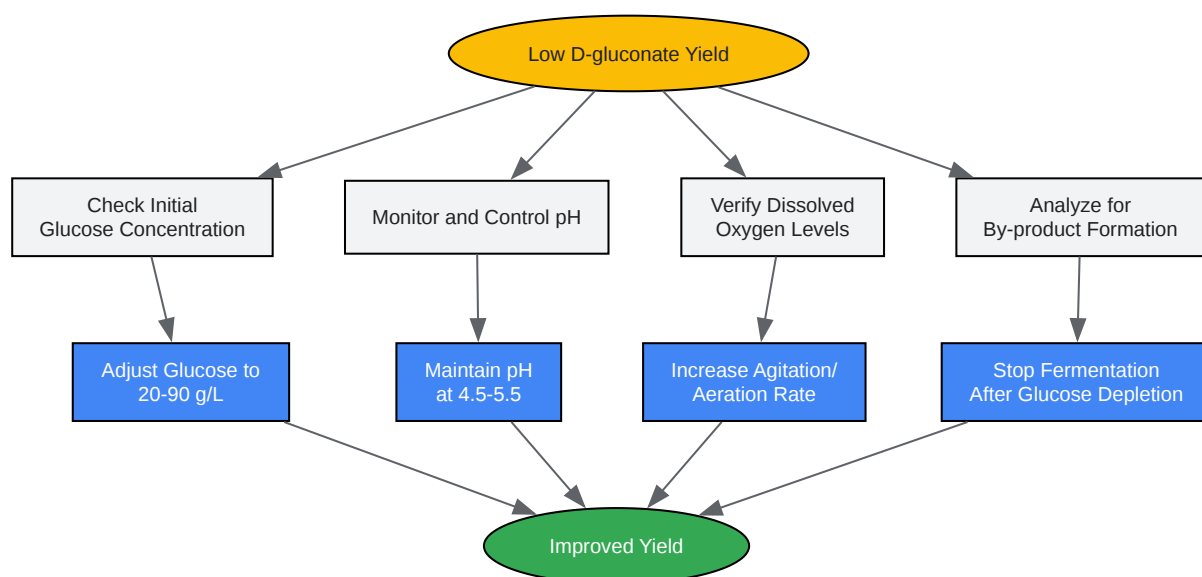 Low D-gluconate Yield
Check Initial
Glucose Concentration
Monitor and Control pH
Verify Dissolved
Oxygen Levels
Analyze for
By-product Formation
Adjust Glucose to
20-90 g/L
Maintain pH
at 4.5-5.5
Increase Agitation/
Aeration Rate
Stop Fermentation
After Glucose Depletion
Improved Yield